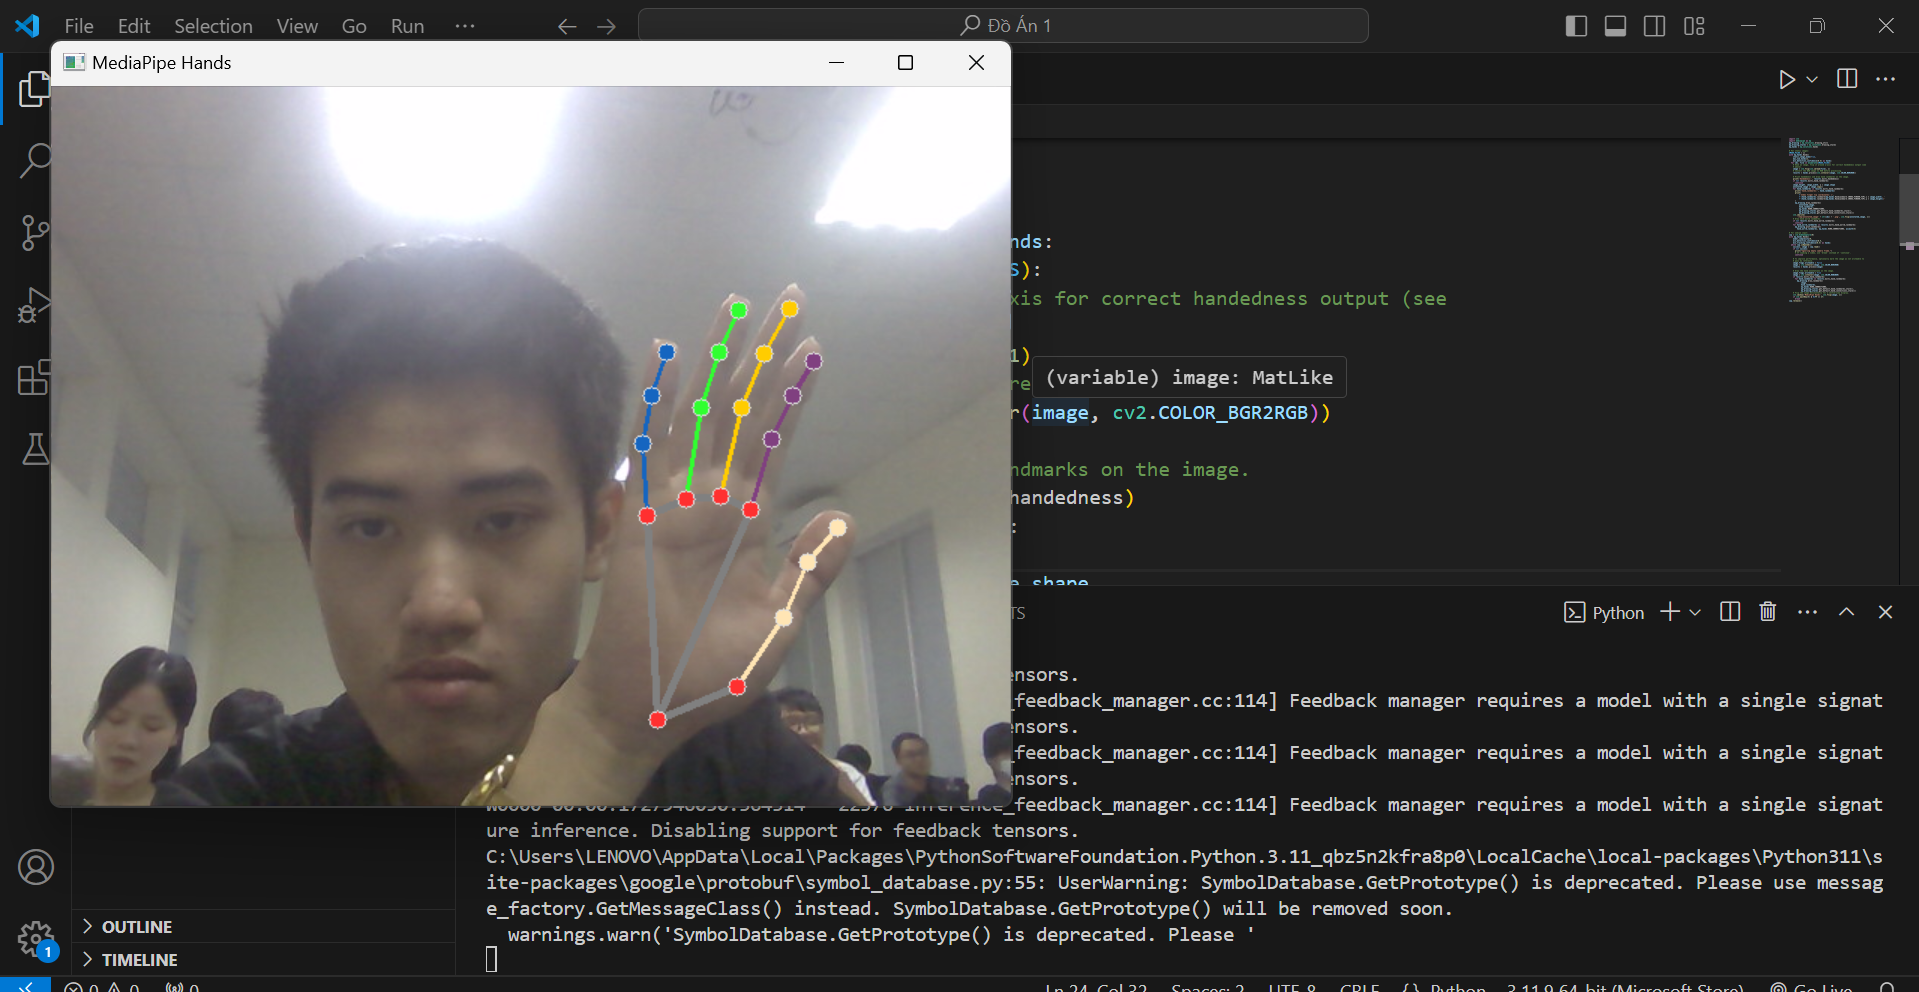 File Edit Selection View Go Run ··· Đồ Án 1
MediaPipe Hands
nds:
S):
xis for correct handedness output (see
1)
(variable) image: MatLike
re
r(image, cv2.COLOR_BGR2RGB))
ndmarks on the image.
handedness)
:
e shape
TS
Python
ensors.
_feedback_manager.cc:114] Feedback manager requires a model with a single signat
ensors.
_feedback_manager.cc:114] Feedback manager requires a model with a single signat
ensors.
_feedback_manager.cc:114] Feedback manager requires a model with a single signat
ure inference. Disabling support for feedback tensors.
C:\Users\LENOVO\AppData\Local\Packages\PythonSoftwareFoundation.Python.3.11_qbz5n2kfra8p0\LocalCache\local-packages\Python311\s
ite-packages\google\protobuf\symbol_database.py:55: UserWarning: SymbolDatabase.GetPrototype() is deprecated. Please use messag
e_factory.GetMessageClass() instead. SymbolDatabase.GetPrototype() will be removed soon.
warnings.warn('SymbolDatabase.GetPrototype() is deprecated. Please '
OUTLINE
TIMELINE
1
0 0 0 Ln 24, Col 32 Spaces: 2 UTF-8 CRLF {} Python 3.11.9 64-bit (Microsoft Store) Go Live